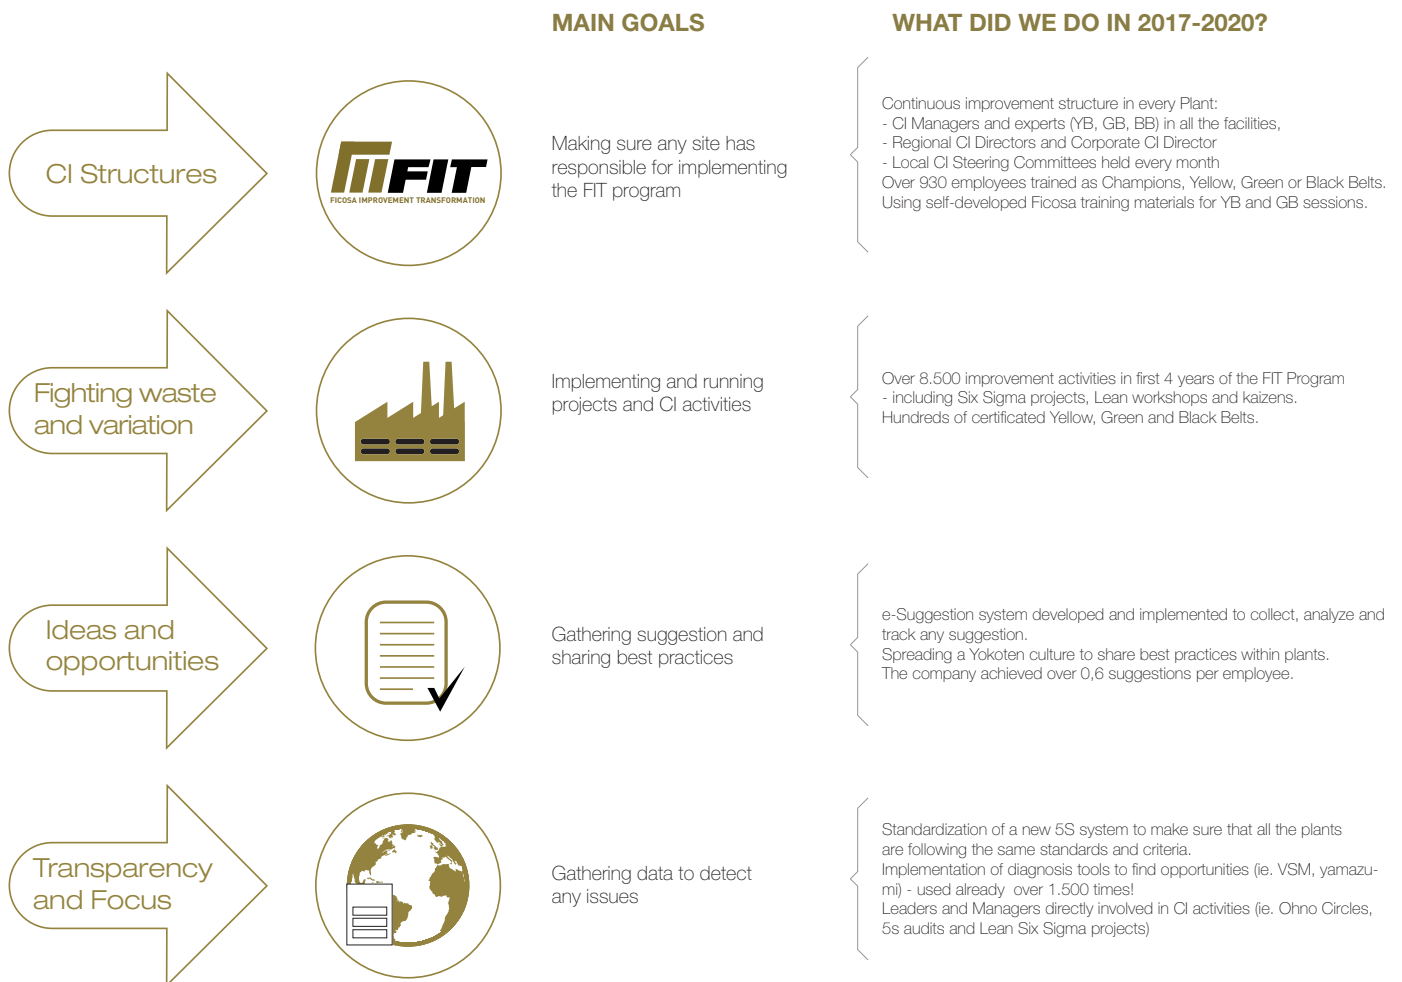 MAIN GOALS
WHAT DID WE DO IN 2017-2020?
CI Structures
FIT
FICOSA IMPROVEMENT TRANSFORMATION
Making sure any site has
responsible for implementing
the FIT program
Continuous improvement structure in every Plant:
- CI Managers and experts (YB, GB, BB) in all the facilities,
- Regional CI Directors and Corporate CI Director
- Local CI Steering Committees held every month
Over 930 employees trained as Champions, Yellow, Green or Black Belts.
Using self-developed Ficosa training materials for YB and GB sessions.
Fighting waste
and variation
Implementing and running
projects and CI activities
Over 8.500 improvement activities in first 4 years of the FIT Program
- including Six Sigma projects, Lean workshops and kaizens.
Hundreds of certificated Yellow, Green and Black Belts.
Ideas and
opportunities
Gathering suggestion and
sharing best practices
e-Suggestion system developed and implemented to collect, analyze and
track any suggestion.
Spreading a Yokoten culture to share best practices within plants.
The company achieved over 0,6 suggestions per employee.
Transparency
and Focus
Gathering data to detect
any issues
Standardization of a new 5S system to make sure that all the plants
are following the same standards and criteria.
Implementation of diagnosis tools to find opportunities (ie. VSM, yamazu-
mi) - used already over 1.500 times!
Leaders and Managers directly involved in CI activities (ie. Ohno Circles,
5s audits and Lean Six Sigma projects)